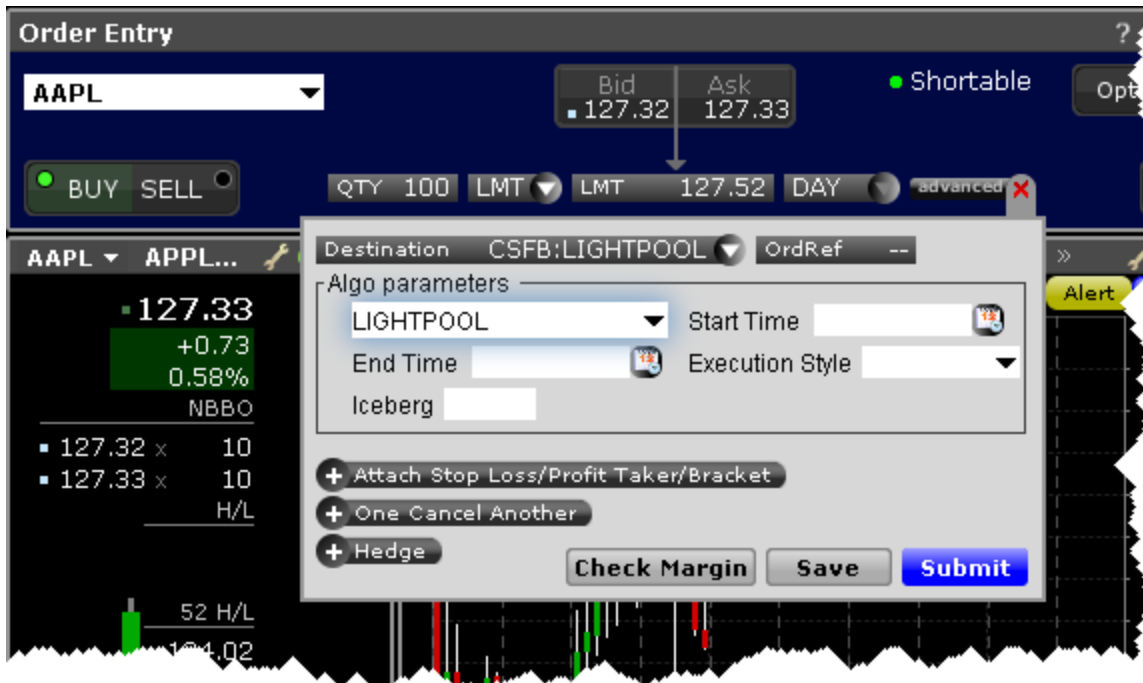 Order Entry ?
AAPL
Bid Ask
127.32 127.33
Shortable
BUY SELL
QTY 100 LMT LMT 127.52 DAY advanced
AAPL APPL...
Destination CSFB:LIGHTPOOL OrdRef --
»
Alert
Algo parameters
LIGHTPOOL Start Time
End Time Execution Style
Iceberg
127.33
+0.73
0.58%
NBBO
127.32 x 10
127.33 x 10
H/L
52 H/L
+ Attach Stop Loss/Profit Taker/Bracket
+ One Cancel Another
+ Hedge
Check Margin Save Submit